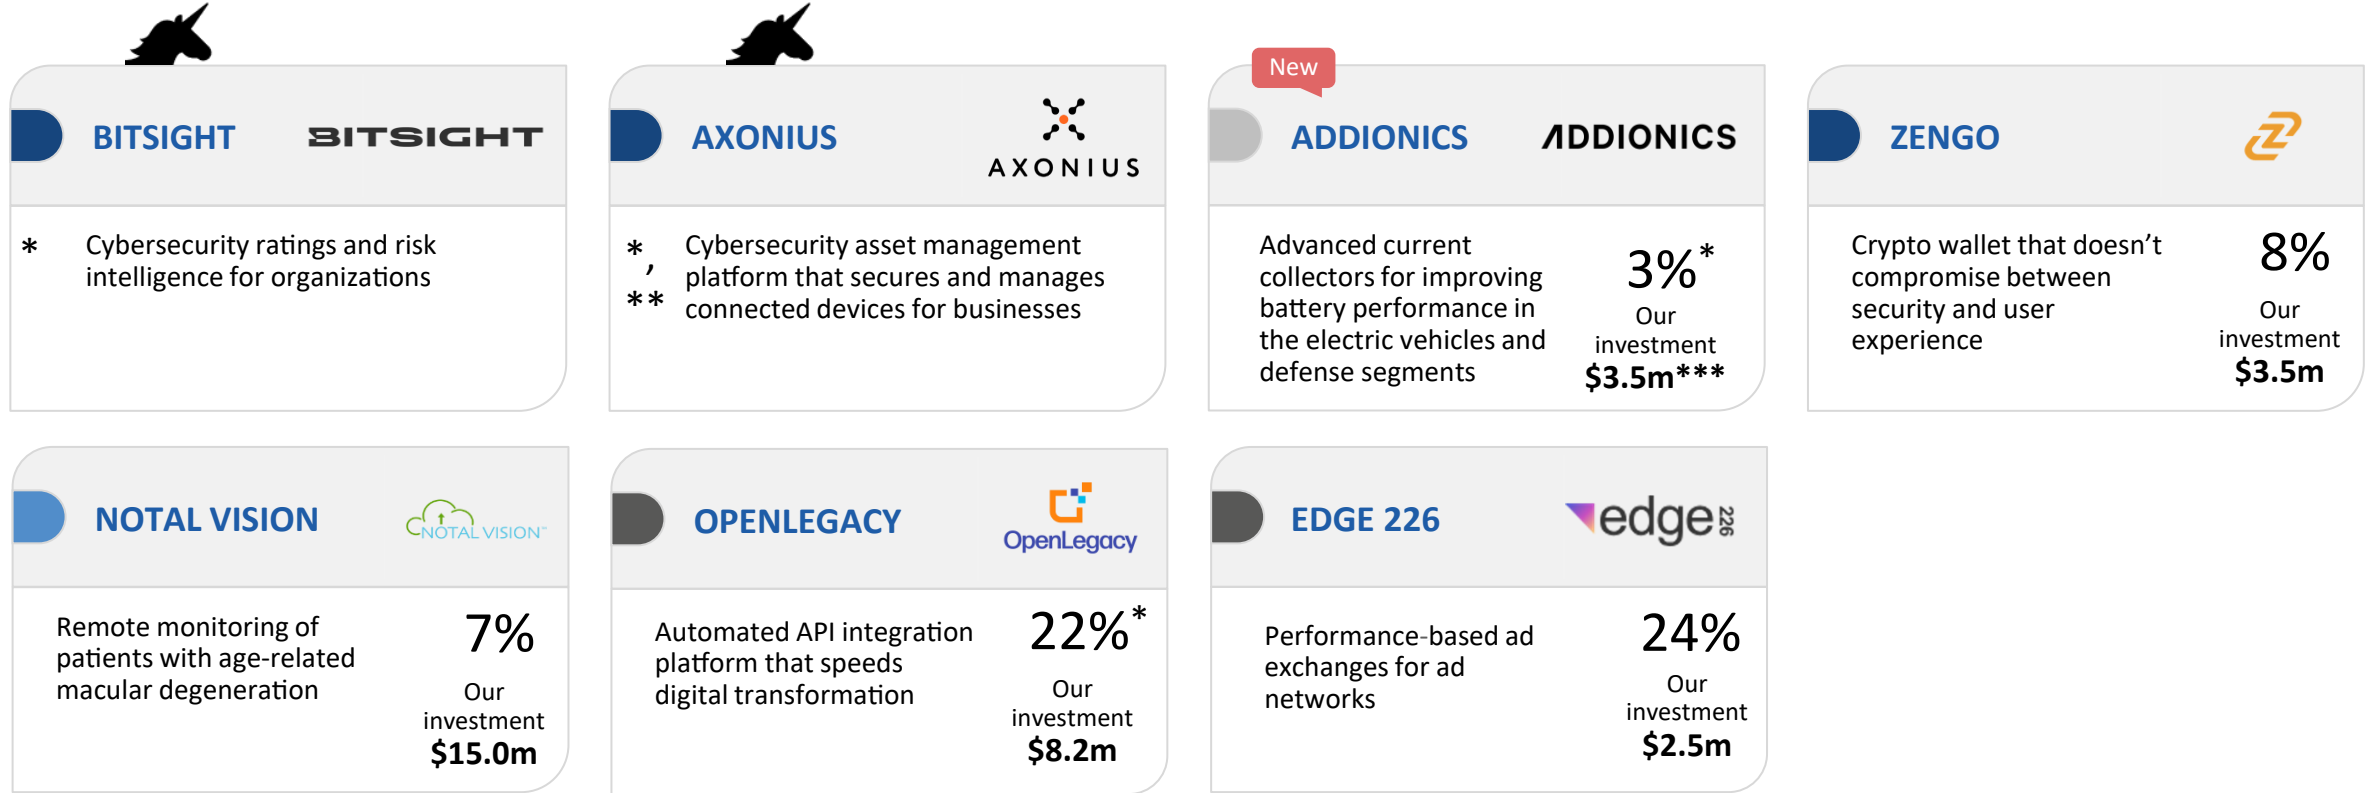 BITSIGHT
BITSIGHT
*
Cybersecurity ratings and risk
intelligence for organizations
AXONIUS
AXONIUS
*,
**
Cybersecurity asset management
platform that secures and manages
connected devices for businesses
New
ADDIONICS
ADDIONICS
Advanced current
collectors for improving
battery performance in
the electric vehicles and
defense segments
3%*
Our
investment
$3.5m***
ZENGO
Crypto wallet that doesn’t
compromise between
security and user
experience
8%
Our
investment
$3.5m
NOTAL VISION
NOTAL VISION™
Remote monitoring of
patients with age-related
macular degeneration
7%
Our
investment
$15.0m
OPENLEGACY
OpenLegacy
Automated API integration
platform that speeds
digital transformation
22%*
Our
investment
$8.2m
EDGE 226
edge226
Performance-based ad
exchanges for ad
networks
24%
Our
investment
$2.5m